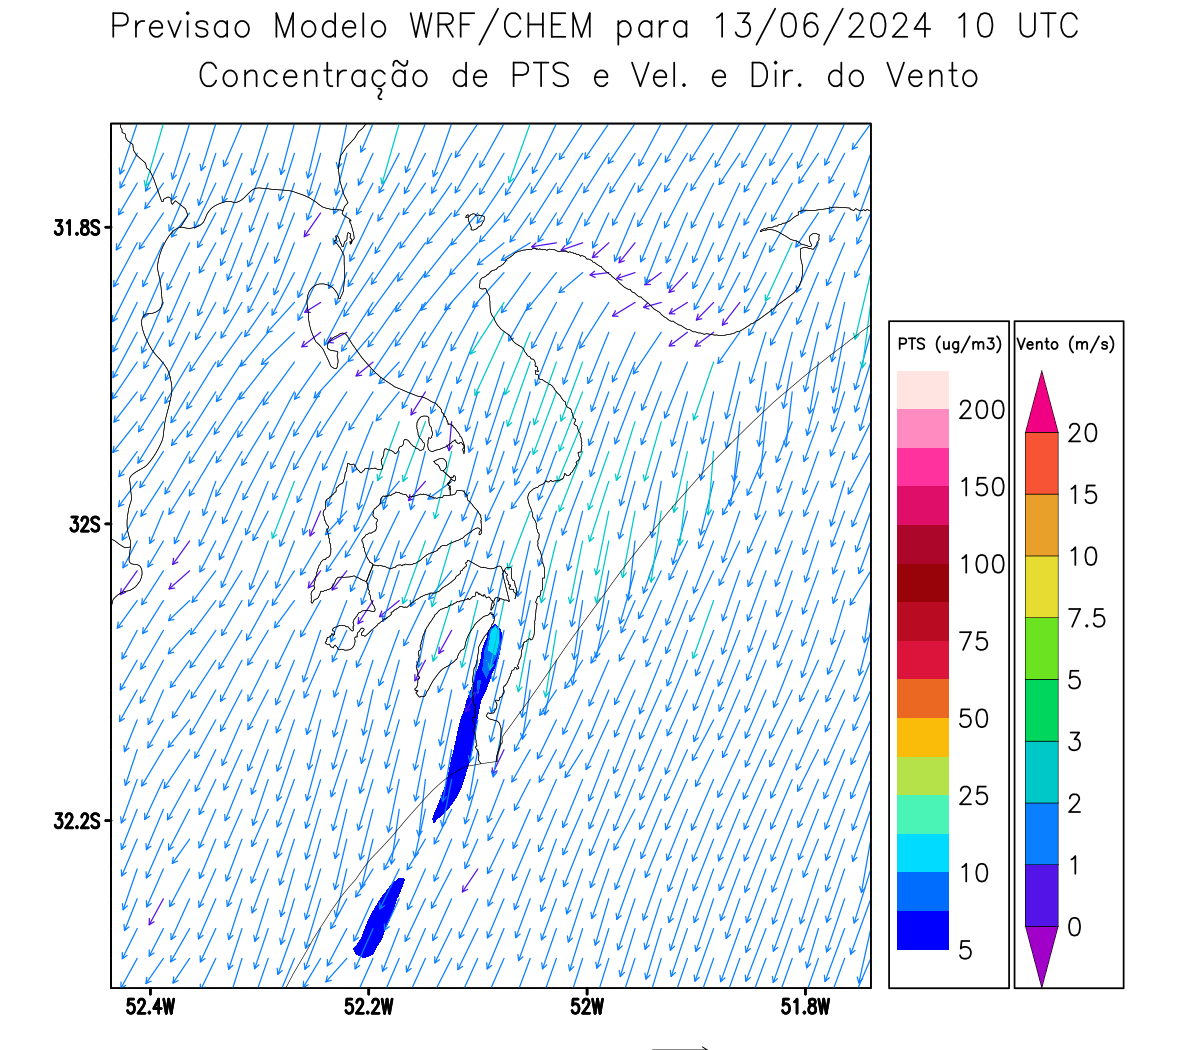 Previsao Modelo WRF/CHEM para 13/06/2024 10 UTC
Concentração de PTS e Vel. e Dir. do Vento
31.8S
32S
32.2S
52.4W
52.2W
52W
51.8W
PTS (ug/m3)
200
150
100
75
50
25
10
5
Vento (m/s)
20
15
10
7.5
5
3
2
1
0